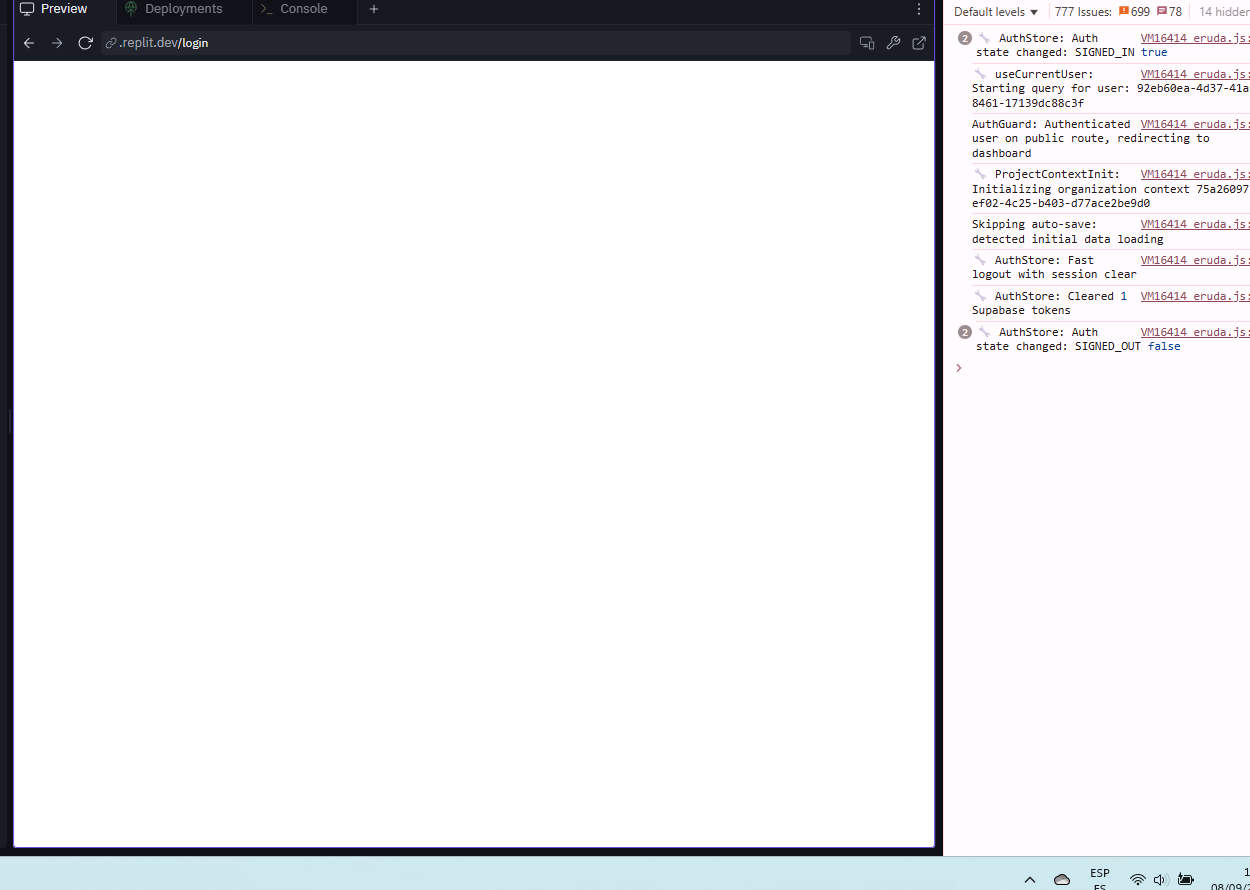 Preview
Deployments
Console
Default levels
777 Issues:
699
78
14 hidden
.replit.dev/login
2
AuthStore: Auth
VM16414 eruda.js:
state changed: SIGNED_IN true
useCurrentUser:
VM16414 eruda.js:
Starting query for user: 92eb60ea-4d37-41a
8461-17139dc88c3f
AuthGuard: Authenticated
VM16414 eruda.js:
user on public route, redirecting to
dashboard
ProjectContextInit:
VM16414 eruda.js:
Initializing organization context 75a26097
ef02-4c25-b403-d77ace2be9d0
Skipping auto-save:
VM16414 eruda.js:
detected initial data loading
AuthStore: Fast
VM16414 eruda.js:
logout with session clear
AuthStore: Cleared 1
VM16414 eruda.js:
Supabase tokens
2
AuthStore: Auth
VM16414 eruda.js:
state changed: SIGNED_OUT false
ESP
ES
1
08/09/